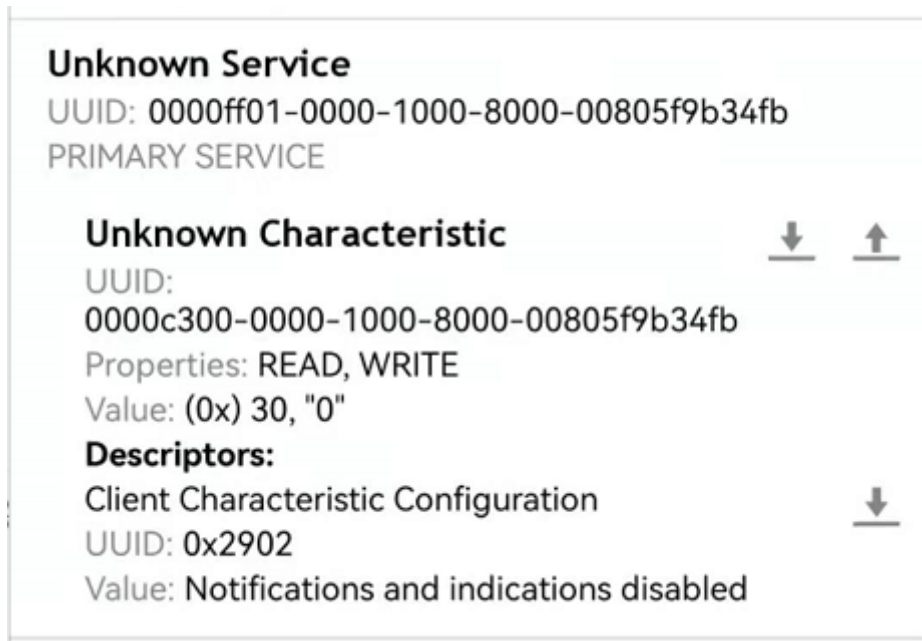 Unknown Service
UUID: 0000ff01-0000-1000-8000-00805f9b34fb
PRIMARY SERVICE
Unknown Characteristic
UUID:
0000c300-0000-1000-8000-00805f9b34fb
Properties: READ, WRITE
Value: (0x) 30, "0"
Descriptors:
Client Characteristic Configuration
UUID: 0x2902
Value: Notifications and indications disabled